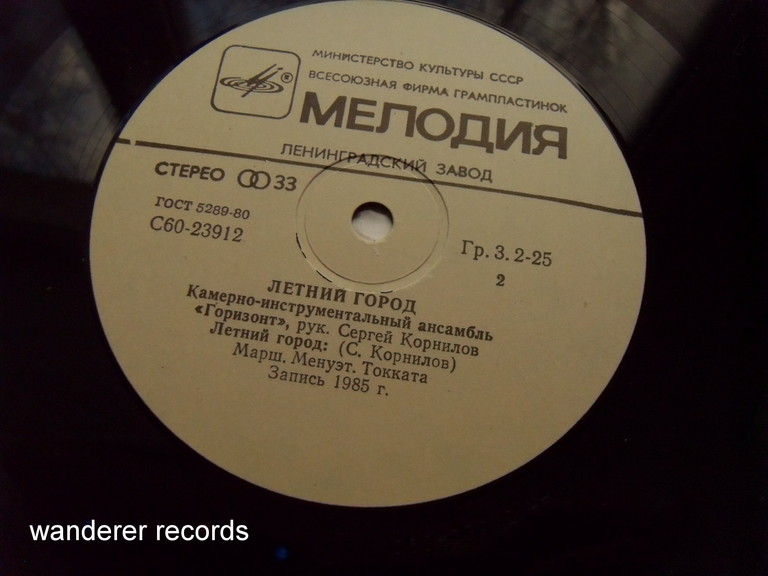 МИНИСТЕРСТВО КУЛЬТУРЫ СССР
ВСЕСОЮЗНАЯ ФИРМА ГРАМПЛАСТИНОК
®
МЕЛОДИЯ
ЛЕНИНГРАДСКИЙ ЗАВОД
СТЕРЕО 33
ГОСТ 5289-80
С60-23912
Гр. 3. 2-25
2
ЛЕТНИЙ ГОРОД
Камерно-инструментальный ансамбль
«Горизонт», рук. Сергей Корнилов
Летний город: (С. Корнилов)
Марш. Менуэт. Токката
Запись 1985 г.
wanderer records